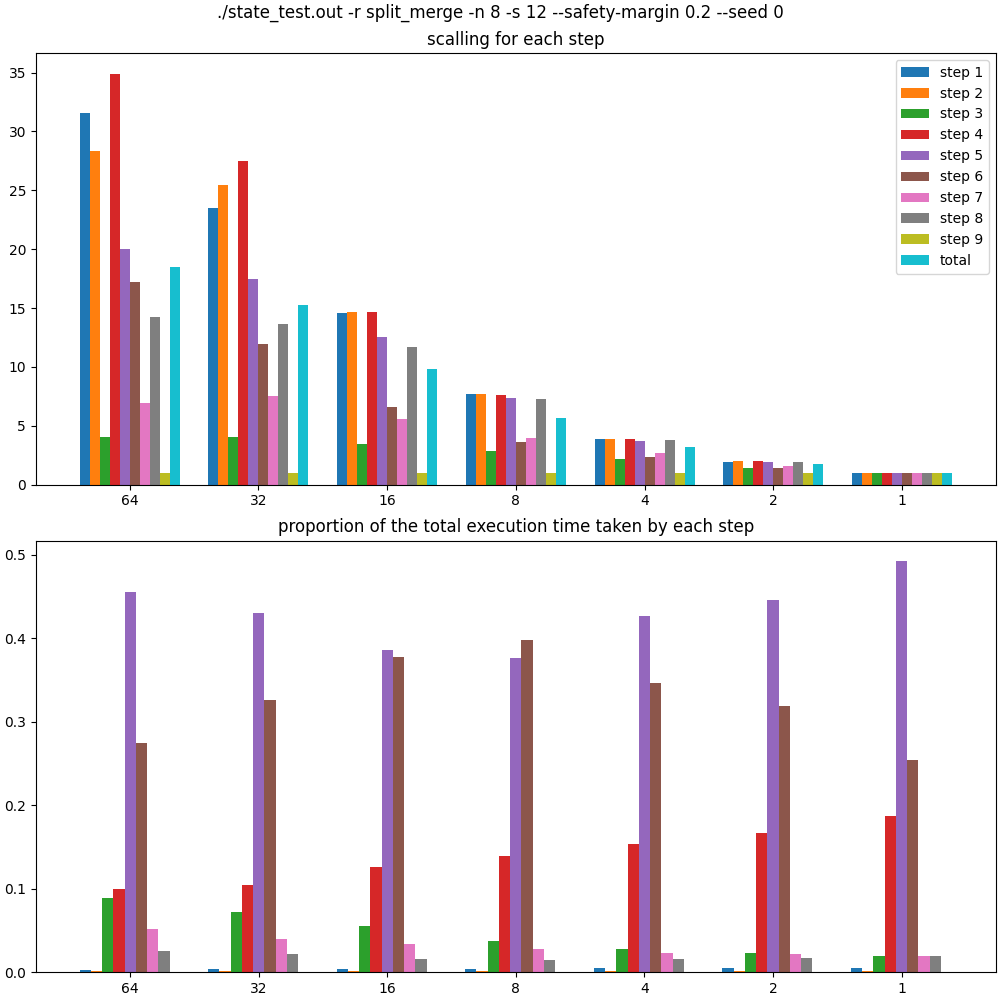 ./state_test.out -r split_merge -n 8 -s 12 --safety-margin 0.2 --seed 0
scalling for each step
35
30
25
20
15
10
5
0
step 1
step 2
step 3
step 4
step 5
step 6
step 7
step 8
step 9
total
64 32 16 8 4 2 1
proportion of the total execution time taken by each step
0.5
0.4
0.3
0.2
0.1
0.0
64 32 16 8 4 2 1